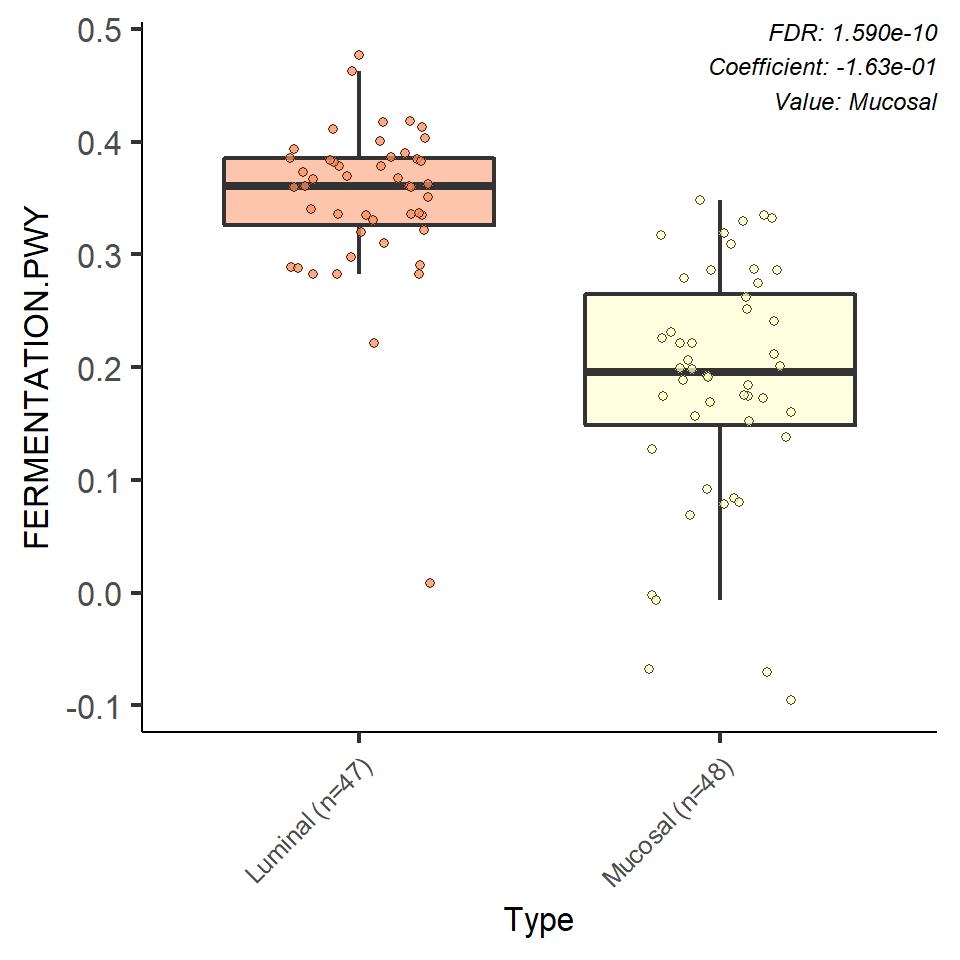 FDR: 1.590e-10
Coefficient: -1.63e-01
Value: Mucosal
FERMENTATION.PWY
0.5
0.4
0.3
0.2
0.1
0.0
-0.1
Luminal (n=47)
Mucosal (n=48)
Type